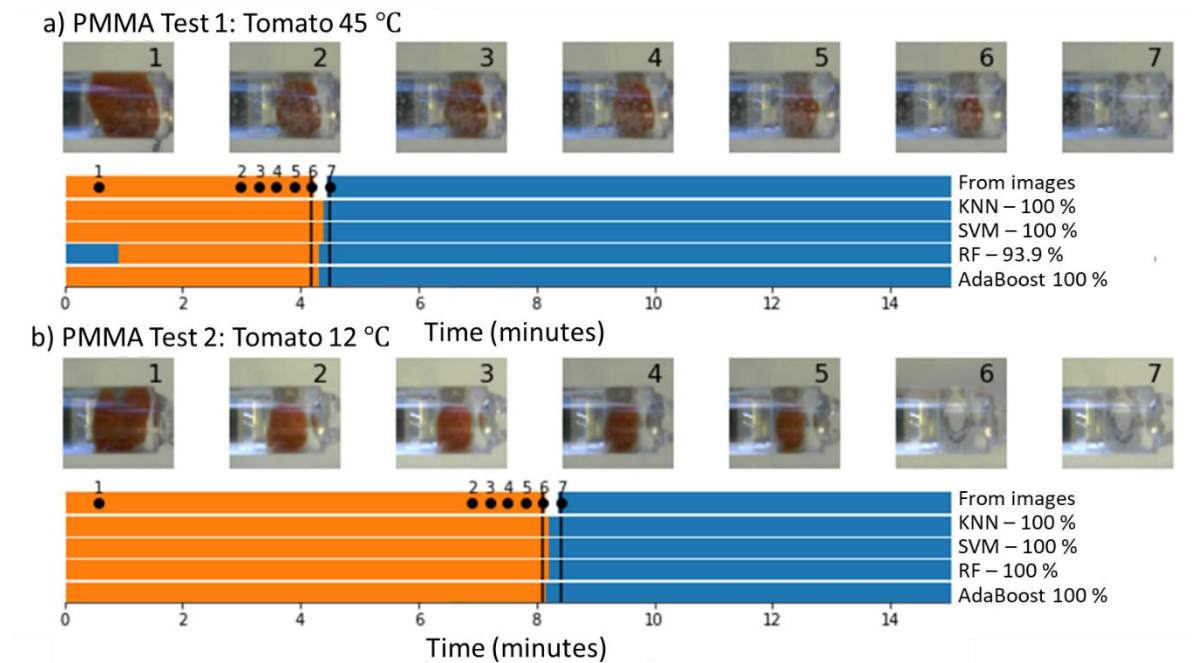 a) PMMA Test 1: Tomato 45 °C
1 2 3 4 5 6 7
1 2 3 4 5 6 7
From images
KNN – 100 %
SVM – 100 %
RF – 93.9 %
AdaBoost 100 %
0 2 4 6 8 10 12 14
Time (minutes)
b) PMMA Test 2: Tomato 12 °C
1 2 3 4 5 6 7
1 2 3 4 5 6 7
From images
KNN – 100 %
SVM – 100 %
RF – 100 %
AdaBoost 100 %
0 2 4 6 8 10 12 14
Time (minutes)